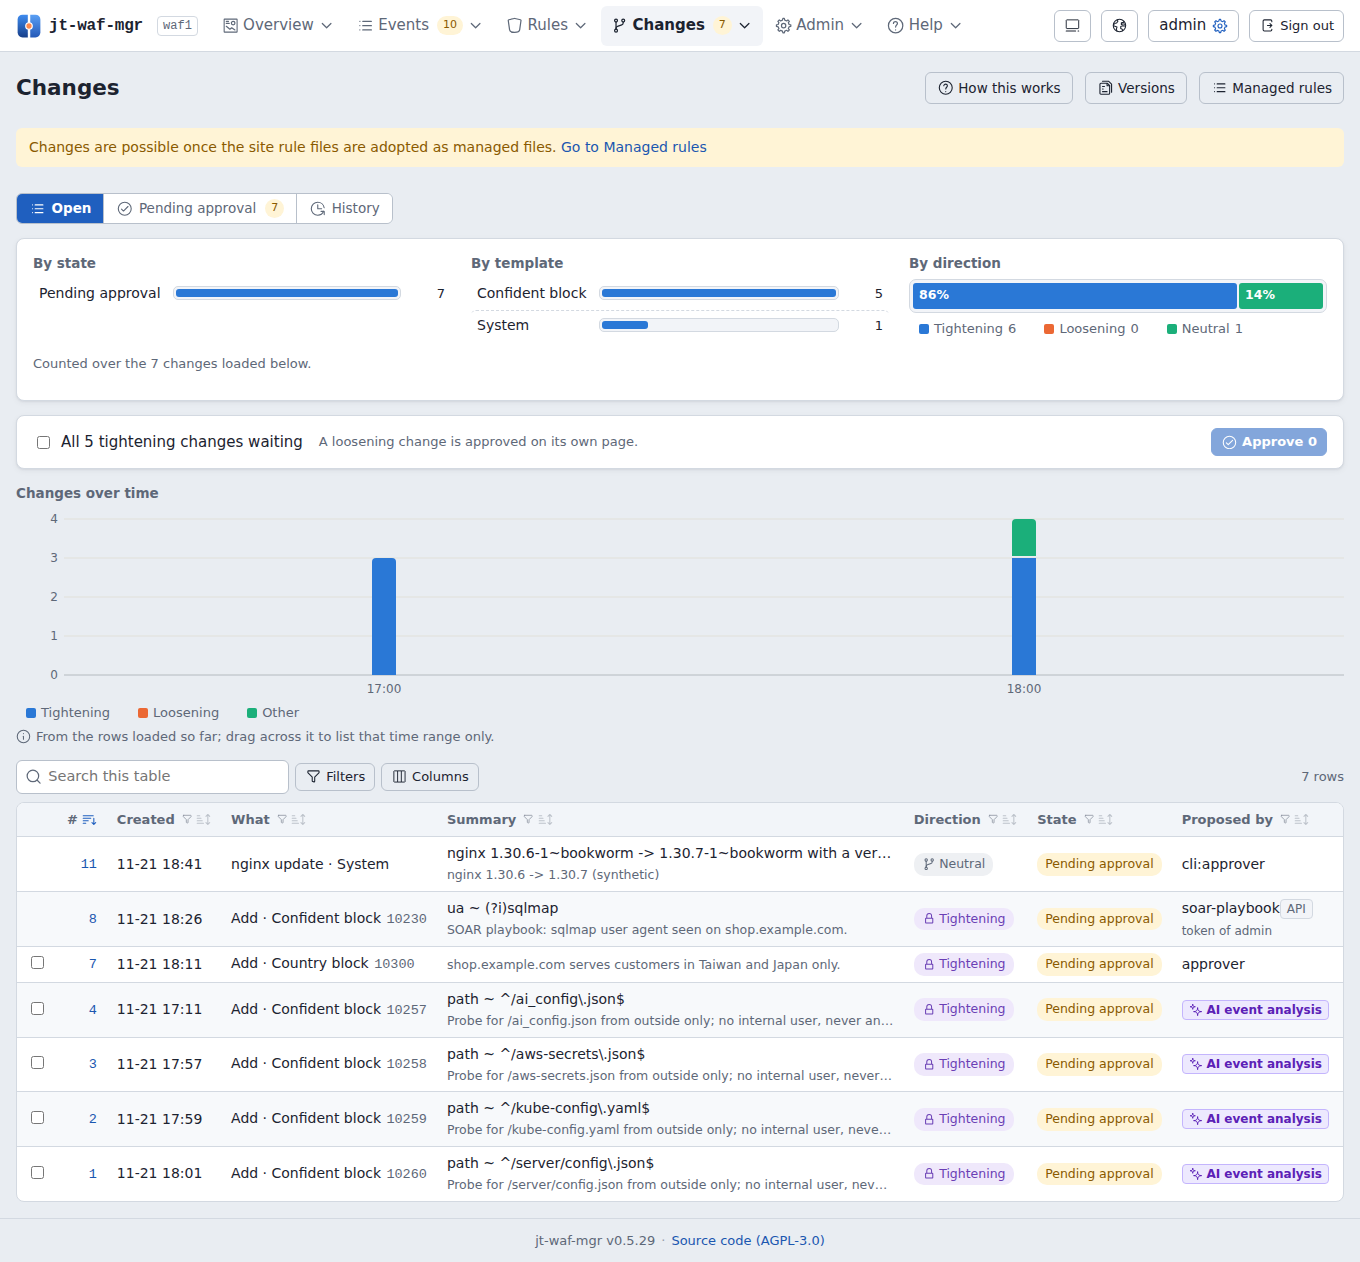 jt-waf-mgr waf1 Overview Events 10 Rules Changes 7 Admin Help admin Sign out
Changes How this works Versions Managed rules
Changes are possible once the site rule files are adopted as managed files. Go to Managed rules
Open Pending approval 7 History
By state By template By direction
Pending approval 7 Confident block 5 86% 14%
System 1 Tightening 6 Loosening 0 Neutral 1
Counted over the 7 changes loaded below.
All 5 tightening changes waiting A loosening change is approved on its own page. Approve 0
Changes over time
4
3
2
1
0
17:00 18:00
Tightening Loosening Other
From the rows loaded so far; drag across it to list that time range only.
Search this table Filters Columns 7 rows
# Created What Summary Direction State Proposed by
11 11-21 18:41 nginx update · System nginx 1.30.6-1~bookworm -> 1.30.7-1~bookworm with a ver… Neutral Pending approval cli:approver
nginx 1.30.6 -> 1.30.7 (synthetic)
8 11-21 18:26 Add · Confident block 10230 ua ~ (?i)sqlmap Tightening Pending approval soar-playbook API
SOAR playbook: sqlmap user agent seen on shop.example.com. token of admin
7 11-21 18:11 Add · Country block 10300 shop.example.com serves customers in Taiwan and Japan only. Tightening Pending approval approver
4 11-21 17:11 Add · Confident block 10257 path ~ ^/ai_config\.json$ Tightening Pending approval AI event analysis
Probe for /ai_config.json from outside only; no internal user, never an…
3 11-21 17:57 Add · Confident block 10258 path ~ ^/aws-secrets\.json$ Tightening Pending approval AI event analysis
Probe for /aws-secrets.json from outside only; no internal user, never…
2 11-21 17:59 Add · Confident block 10259 path ~ ^/kube-config\.yaml$ Tightening Pending approval AI event analysis
Probe for /kube-config.yaml from outside only; no internal user, neve…
1 11-21 18:01 Add · Confident block 10260 path ~ ^/server/config\.json$ Tightening Pending approval AI event analysis
Probe for /server/config.json from outside only; no internal user, nev…
jt-waf-mgr v0.5.29 · Source code (AGPL-3.0)